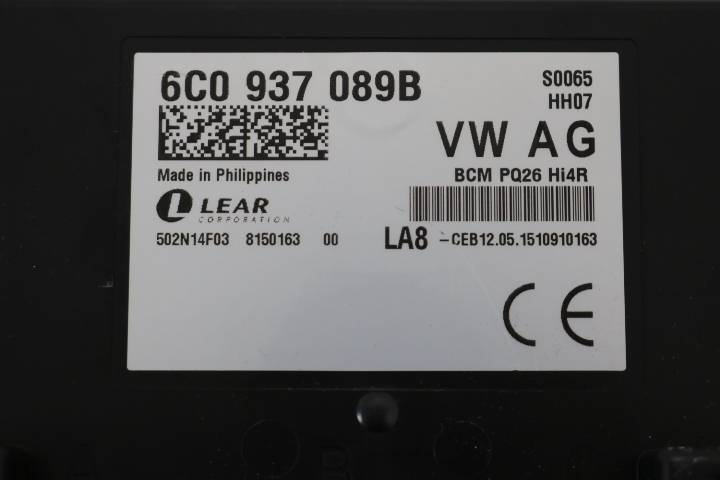 6C0 937 089B
S0065
HH07
VW AG
BCM PQ26 Hi4R
Made in Philippines
LEAR
CORPORATION
502N14F03 8150163 00
LA8 -CEB12.05.1510910163
CE